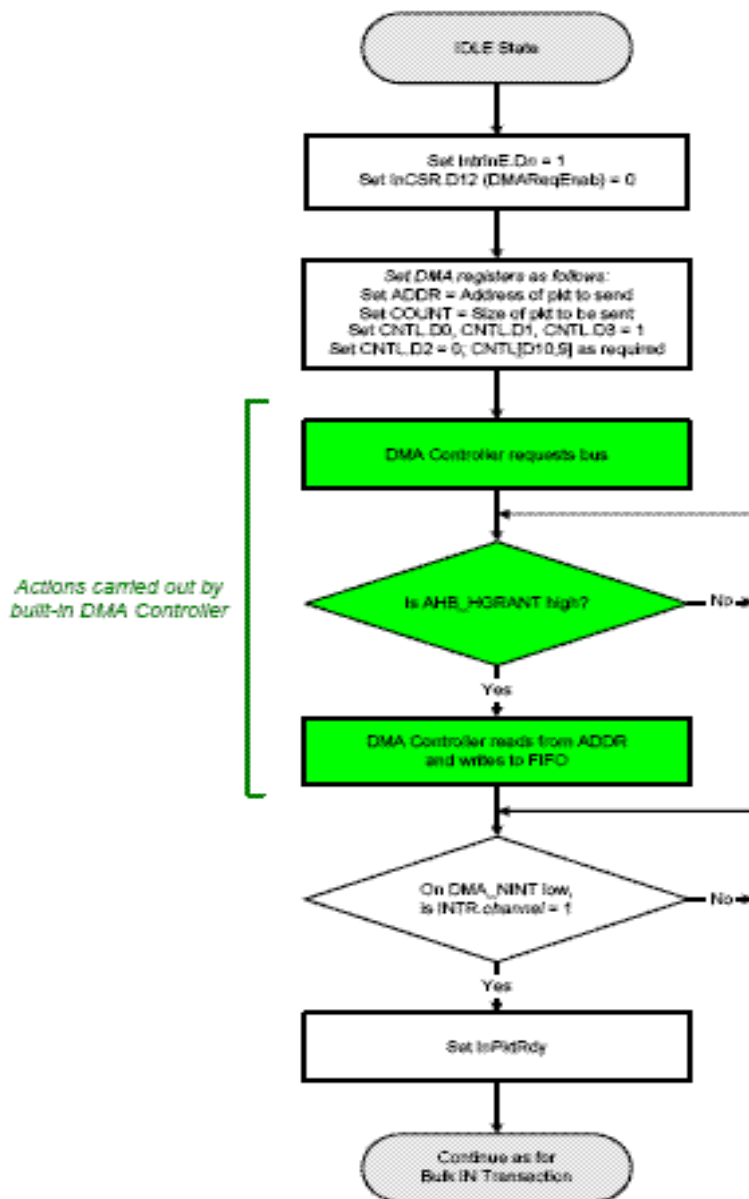 IDLE State
Set IntrInE.Dn = 1
Set InCSR.D12 (DMAReqEnab) = 0
Set DMA registers as follows:
Set ADDR = Address of pkt to send
Set COUNT = Size of pkt to be sent
Set CNTL.D0, CNTL.D1, CNTL.D3 = 1
Set CNTL.D2 = 0; CNTL[D10,9] as required
DMA Controller requests bus
Actions carried out by
built-in DMA Controller
Is AHB_HGRANT high?
No
Yes
DMA Controller reads from ADDR
and writes to FIFO
On DMA_NINT low,
is INTR.channel = 1
No
Yes
Set InPktRdy
Continue as for
Bulk IN Transaction